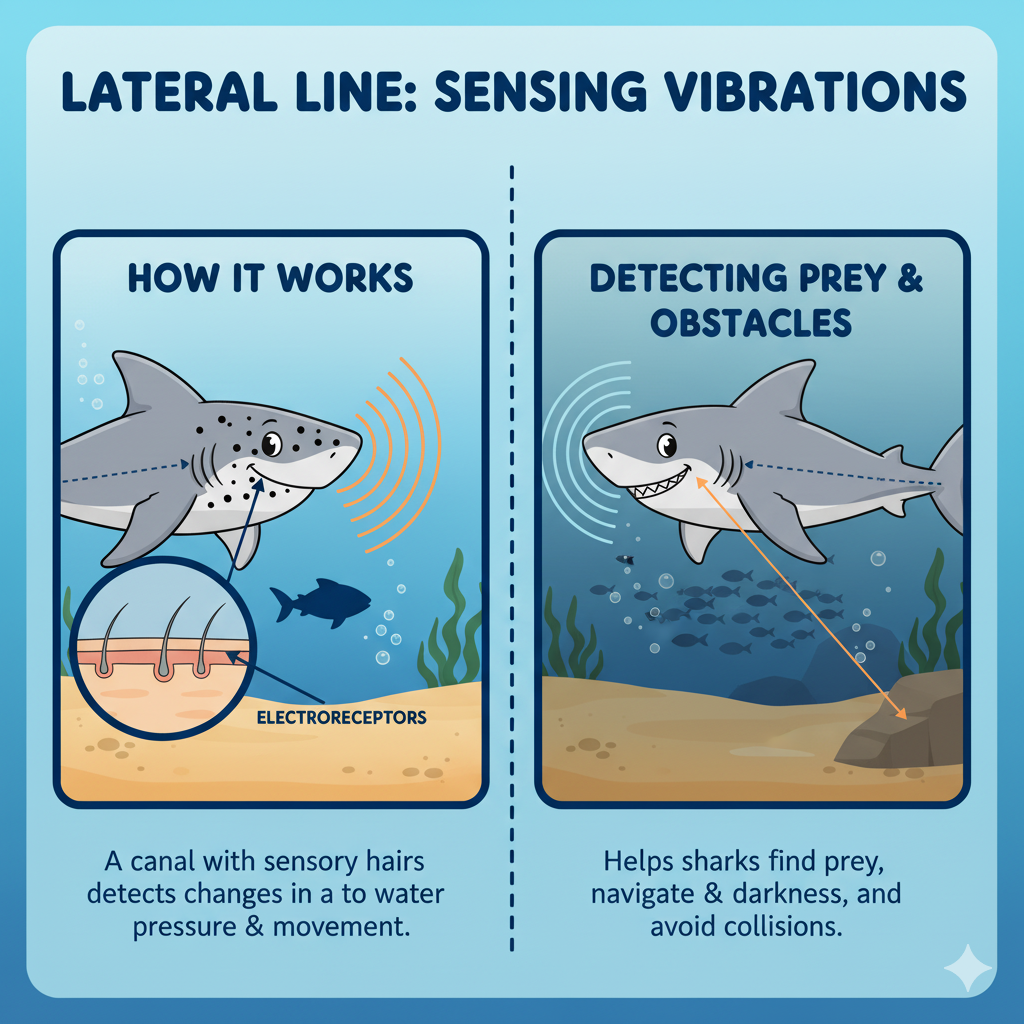 LATERAL LINE: SENSING VIBRATIONS
HOW IT WORKS
ELECTRORECEPTORS
A canal with sensory hairs
detects changes in a to water
pressure & movement.
DETECTING PREY &
OBSTACLES
Helps sharks find prey,
navigate & darkness, and
avoid collisions.